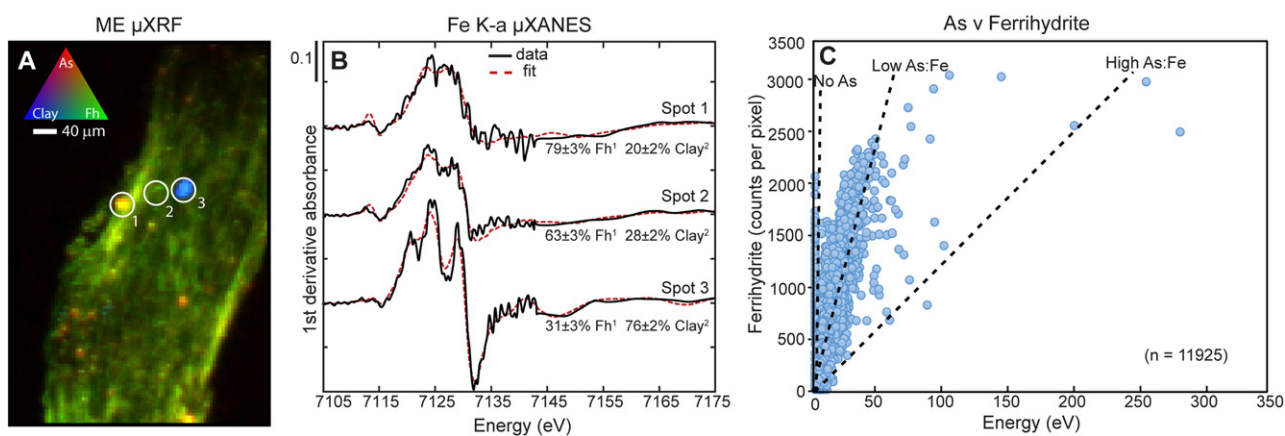 ME µXRF
A
As
Clay Fh
40 µm
1
2
3
Fe K-a µXANES
0.1
B
data
fit
Spot 1
79±3% Fh¹ 20±2% Clay²
Spot 2
63±3% Fh¹ 28±2% Clay²
Spot 3
31±3% Fh¹ 76±2% Clay²
1st derivative absorbance
7105 7115 7125 7135 7145 7155 7165 7175
Energy (eV)
As v Ferrihydrite
C
No As
Low As:Fe
High As:Fe
Ferrihydrite (counts per pixel)
3500
3000
2500
2000
1500
1000
500
0
(n = 11925)
0 50 100 150 200 250 300 350
Energy (eV)